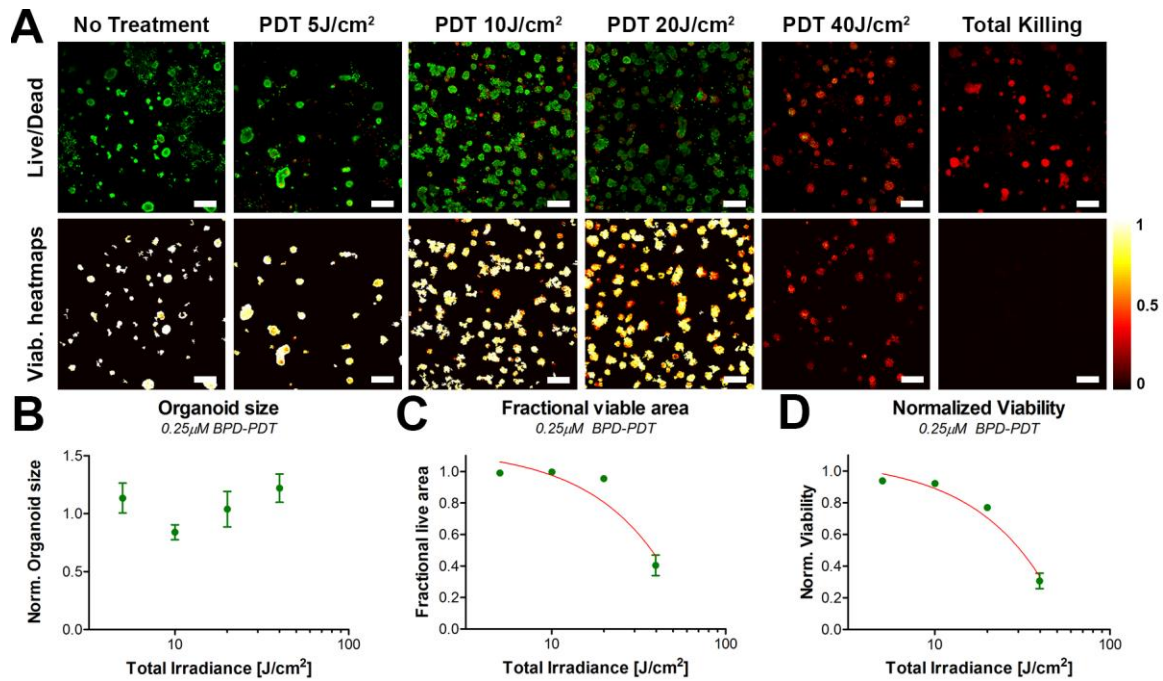 A
No Treatment
PDT 5J/cm²
PDT 10J/cm²
PDT 20J/cm²
PDT 40J/cm²
Total Killing
Live/Dead
Viab. heatmaps
1
0.5
0
B
Organoid size
0.25µM BPD-PDT
Norm. Organoid size
1.5
1.0
0.5
0.0
10
100
Total Irradiance [J/cm²]
C
Fractional viable area
0.25µM BPD-PDT
Fractional live area
1.0
0.8
0.6
0.4
0.2
0.0
10
100
Total Irradiance [J/cm²]
D
Normalized Viability
0.25µM BPD-PDT
Norm. Viability
1.0
0.8
0.6
0.4
0.2
0.0
10
100
Total Irradiance [J/cm²]